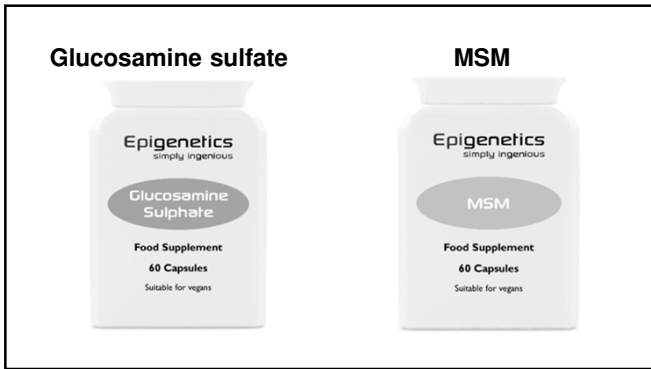 Glucosamine sulfate
MSM
Epigenetics
simply ingenious
Glucosamine
Sulphate
Food Supplement
60 Capsules
Suitable for vegans
Epigenetics
simply ingenious
MSM
Food Supplement
60 Capsules
Suitable for vegans